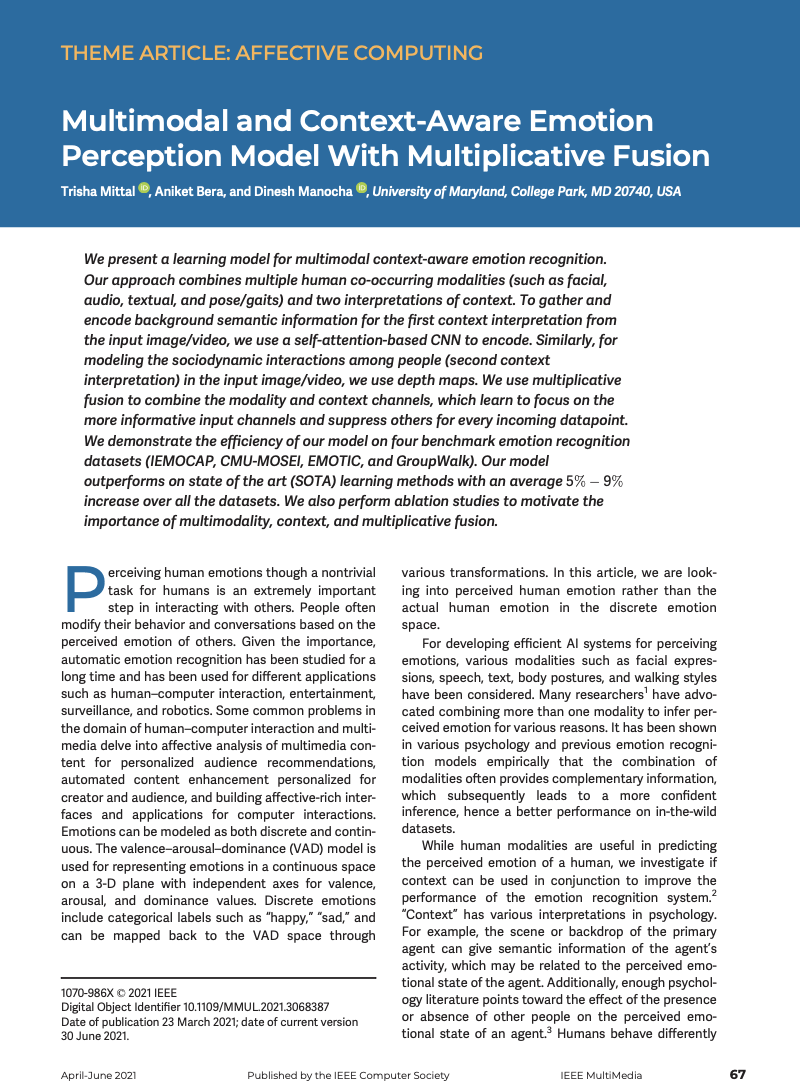 THEME ARTICLE: AFFECTIVE COMPUTING
Multimodal and Context-Aware Emotion
Perception Model With Multiplicative Fusion
Trisha Mittal iD, Aniket Bera, and Dinesh Manocha iD, University of Maryland, College Park, MD 20740, USA
We present a learning model for multimodal context-aware emotion recognition.
Our approach combines multiple human co-occurring modalities (such as facial,
audio, textual, and pose/gaits) and two interpretations of context. To gather and
encode background semantic information for the first context interpretation from
the input image/video, we use a self-attention-based CNN to encode. Similarly, for
modeling the sociodynamic interactions among people (second context
interpretation) in the input image/video, we use depth maps. We use multiplicative
fusion to combine the modality and context channels, which learn to focus on the
more informative input channels and suppress others for every incoming datapoint.
We demonstrate the efficiency of our model on four benchmark emotion recognition
datasets (IEMOCAP, CMU-MOSEI, EMOTIC, and GroupWalk). Our model
outperforms on state of the art (SOTA) learning methods with an average 5% – 9%
increase over all the datasets. We also perform ablation studies to motivate the
importance of multimodality, context, and multiplicative fusion.
Perceiving human emotions though a nontrivial
task for humans is an extremely important
step in interacting with others. People often
modify their behavior and conversations based on the
perceived emotion of others. Given the importance,
automatic emotion recognition has been studied for a
long time and has been used for different applications
such as human–computer interaction, entertainment,
surveillance, and robotics. Some common problems in
the domain of human–computer interaction and multi-
media delve into affective analysis of multimedia con-
tent for personalized audience recommendations,
automated content enhancement personalized for
creator and audience, and building affective-rich inter-
faces and applications for computer interactions.
Emotions can be modeled as both discrete and contin-
uous. The valence–arousal–dominance (VAD) model is
used for representing emotions in a continuous space
on a 3-D plane with independent axes for valence,
arousal, and dominance values. Discrete emotions
include categorical labels such as “happy,” “sad,” and
can be mapped back to the VAD space through
1070-986X © 2021 IEEE
Digital Object Identifier 10.1109/MMUL.2021.3068387
Date of publication 23 March 2021; date of current version
30 June 2021.
various transformations. In this article, we are look-
ing into perceived human emotion rather than the
actual human emotion in the discrete emotion
space.
For developing efficient AI systems for perceiving
emotions, various modalities such as facial expres-
sions, speech, text, body postures, and walking styles
have been considered. Many researchers¹ have advo-
cated combining more than one modality to infer per-
ceived emotion for various reasons. It has been shown
in various psychology and previous emotion recogni-
tion models empirically that the combination of
modalities often provides complementary information,
which subsequently leads to a more confident
inference, hence a better performance on in-the-wild
datasets.
While human modalities are useful in predicting
the perceived emotion of a human, we investigate if
context can be used in conjunction to improve the
performance of the emotion recognition system.²
“Context” has various interpretations in psychology.
For example, the scene or backdrop of the primary
agent can give semantic information of the agent’s
activity, which may be related to the perceived emo-
tional state of the agent. Additionally, enough psychol-
ogy literature points toward the effect of the presence
or absence of other people on the perceived emo-
tional state of an agent.³ Humans behave differently
April-June 2021 Published by the IEEE Computer Society IEEE MultiMedia 67